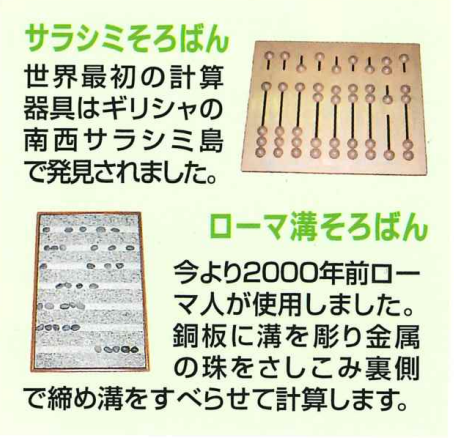 サラシミそろばん
世界最初の計算
器具はギリシャの
南西サラシミ島
で発見されました。
ローマ溝そろばん
今より2000年前ロー
マ人が使用しました。
銅板に溝を彫り金属
の珠をさしこみ裏側
で締め溝をすべらせて計算します。